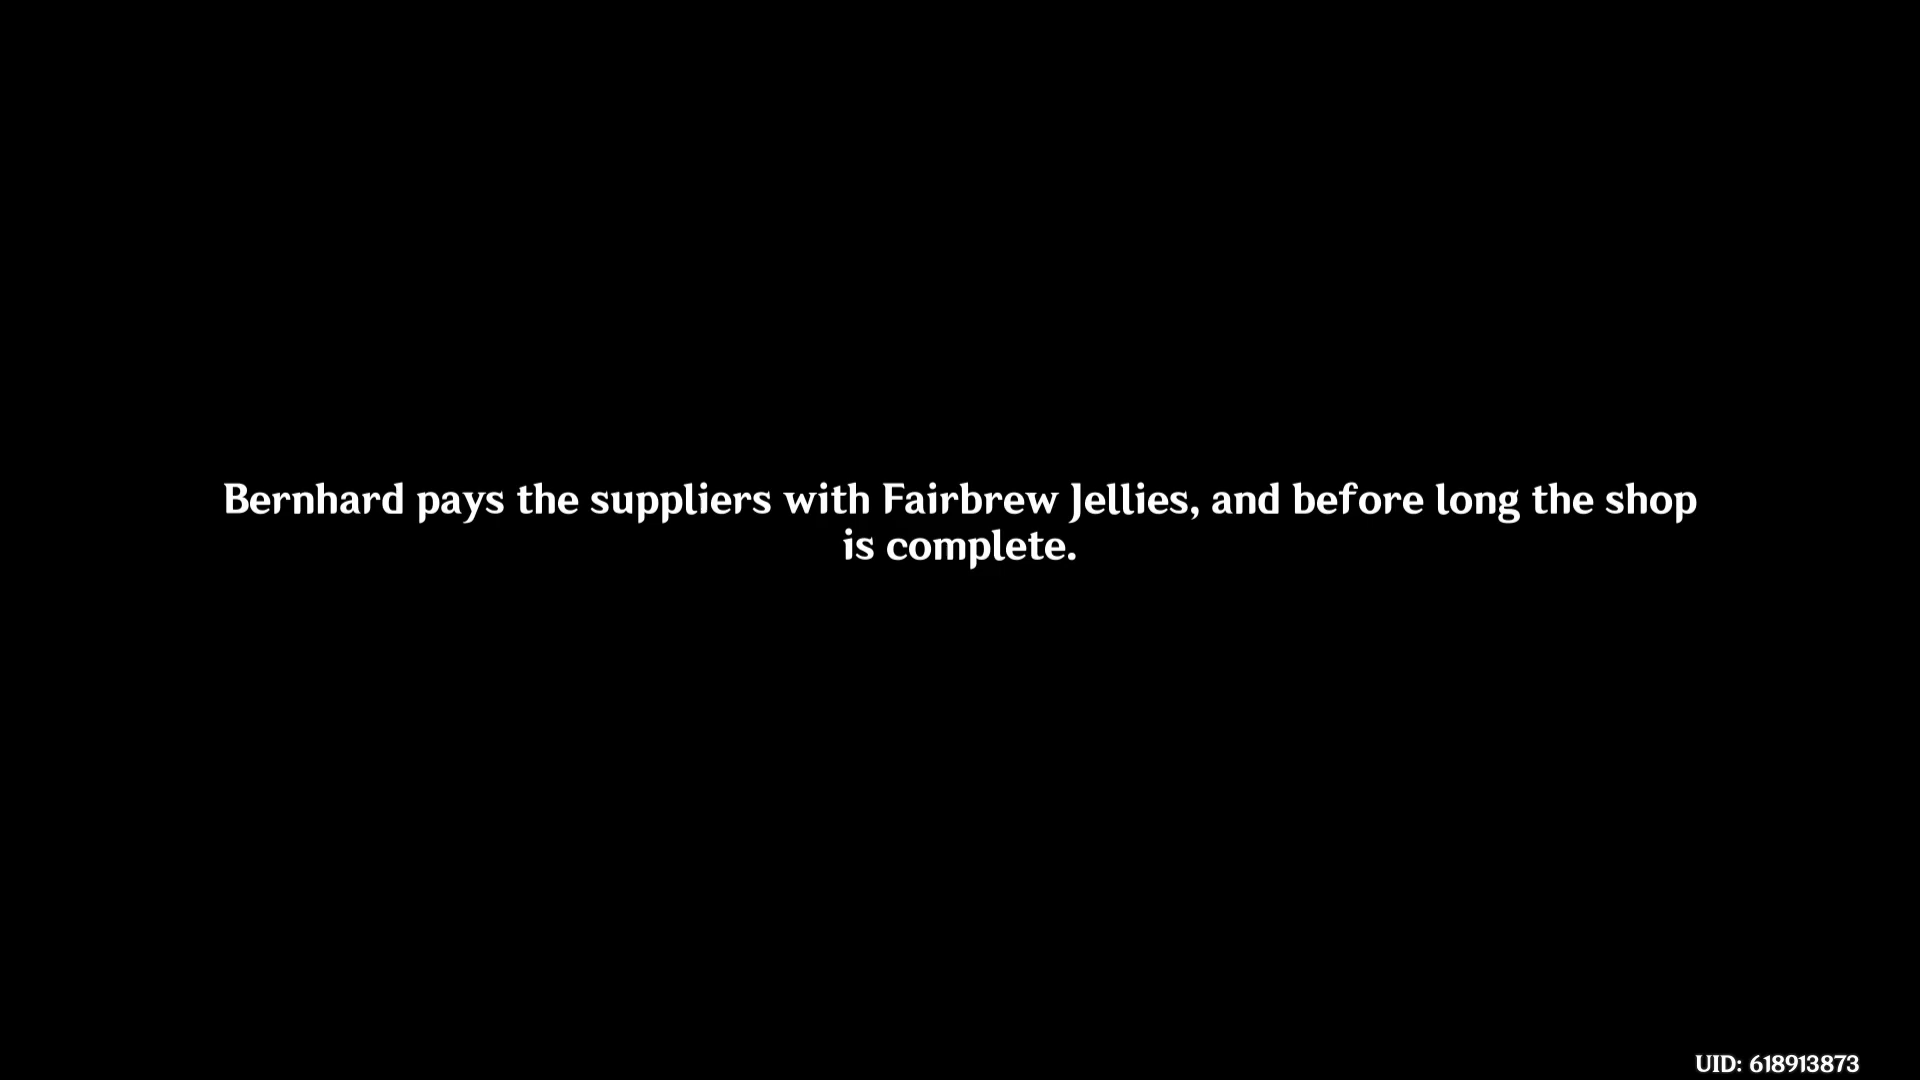 Bernhard pays the suppliers with Fairbrew Jellies, and before long the shop
is complete.
UID: 618913873